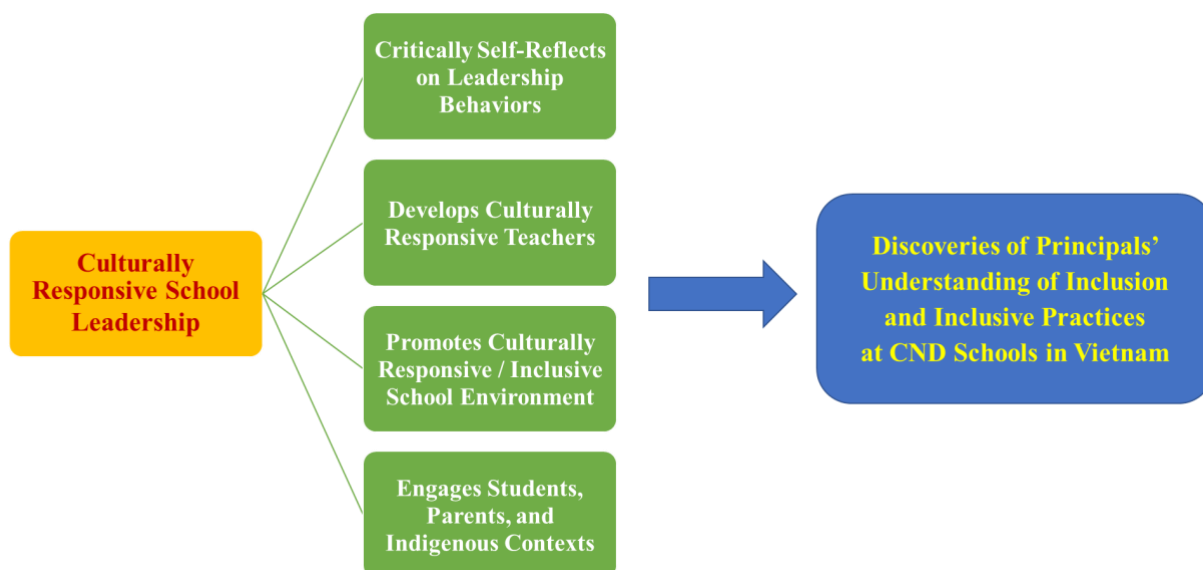 Culturally
Responsive School
Leadership
Critically Self-Reflects
on Leadership
Behaviors
Develops Culturally
Responsive Teachers
Promotes Culturally
Responsive / Inclusive
School Environment
Engages Students,
Parents, and
Indigenous Contexts
Discoveries of Principals’
Understanding of Inclusion
and Inclusive Practices
at CND Schools in Vietnam